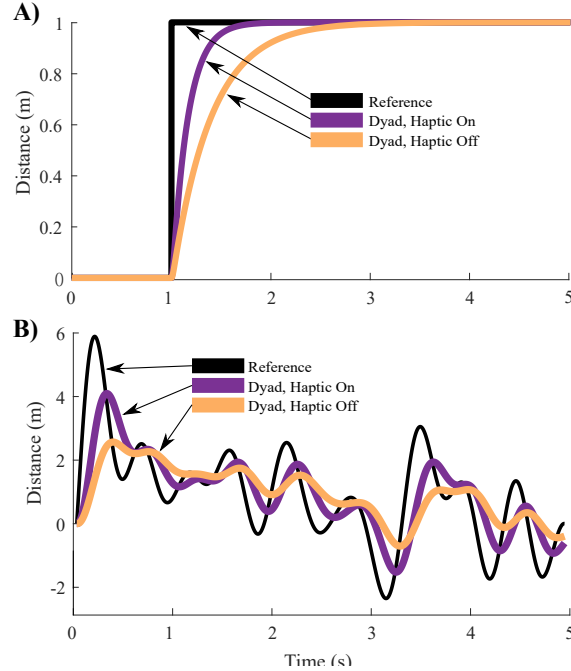 A)
Distance (m)
1
0.8
0.6
0.4
0.2
0
0 1 2 3 4 5
Reference
Dyad, Haptic On
Dyad, Haptic Off
B)
Distance (m)
6
4
2
0
-2
0 1 2 3 4 5
Reference
Dyad, Haptic On
Dyad, Haptic Off
Time (s)